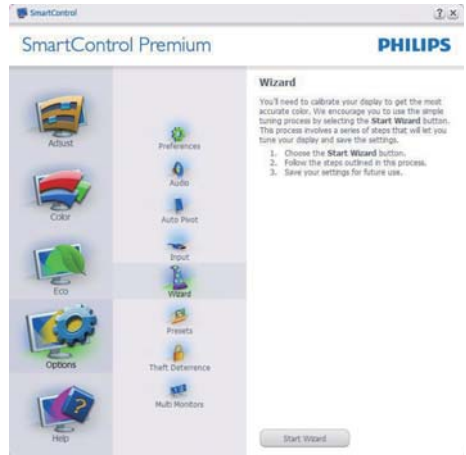 SmartControl
SmartControl Premium
PHILIPS
Adjust
Color
Eco
Options
Help
Preferences
Audio
Auto Pivot
Input
Wizard
Presets
Theft Deterrence
Multi Monitors
Wizard
You'll need to calibrate your display to get the most
accurate color. We encourage you to use the simple
tuning process by selecting the Start Wizard button.
This process involves a series of steps that will let you
tune your display and save the settings.
1. Choose the Start Wizard button.
2. Follow the steps outlined in this process.
3. Save your settings for future use.
Start Wizard